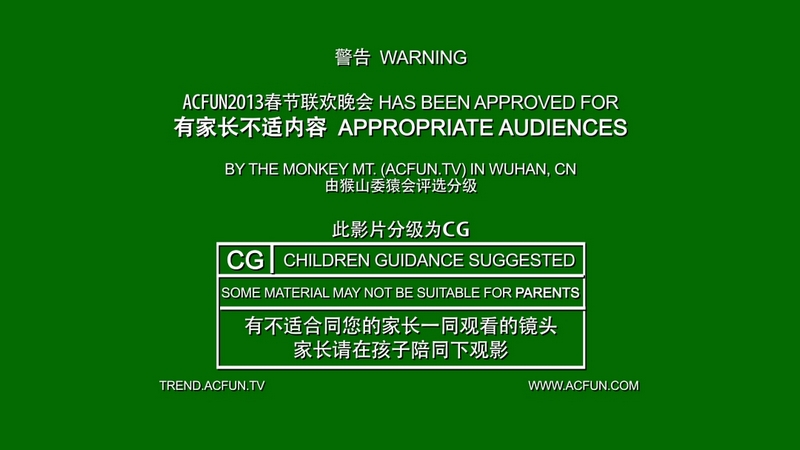 警告 WARNING
ACFUN2013春节联欢晚会 HAS BEEN APPROVED FOR
有家长不适内容 APPROPRIATE AUDIENCES
BY THE MONKEY MT. (ACFUN.TV) IN WUHAN, CN
由猴山委猿会评选分级
此影片分级为CG
CG CHILDREN GUIDANCE SUGGESTED
SOME MATERIAL MAY NOT BE SUITABLE FOR PARENTS
有不适合同您的家长一同观看的镜头
家长请在孩子陪同下观影
TREND.ACFUN.TV WWW.ACFUN.COM